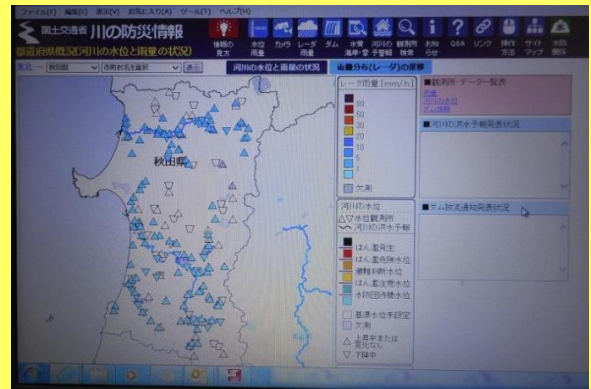 ファイル(F) 編集(E) 表示(V) お気に入り(A) ツール(T) ヘルプ(H)
国土交通省 川の防災情報
情報の見方
水位雨量
カメラ
レーダ雨量
ダム
水質 海岸・雪
河川の予警報
観測所検索
お知らせ
Q&A
リンク
操作方法
サイトマップ
都道府県概況(河川の水位と雨量の状況)
東北 - 秋田県 市町村名を選択 表示
河川の水位と雨量の状況
雨量分布(レーダ)の推移
秋田県
レーダ雨量 [mm/h]
80
50
30
20
10
5
1
欠測
河川の水位
水位観測所
河川の洪水予報
はん濫発生
はん濫危険水位
避難判断水位
はん濫注意水位
水防団待機水位
基準水位未設定
欠測
上昇中または変化なし
下降中
■観測所・データ一覧表
雨量
河川の水位
ダム情報
■河川の洪水予報発表状況
■ダム放流通知発表状況